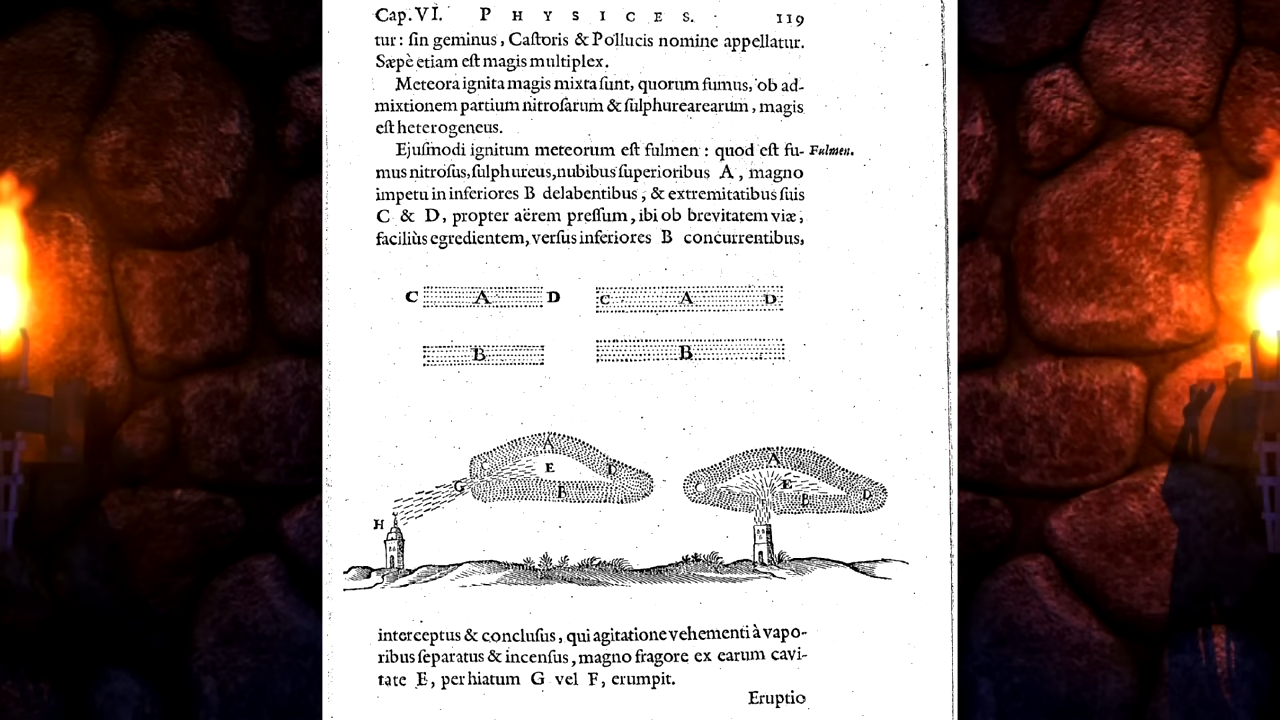 Cap. VI. PHYSICES. 119
tur: ſin geminus, Caſtoris & Pollucis nomine appellatur.
Sæpè etiam eſt magis multiplex.
Meteora ignita magis mixta ſunt, quorum fumus, ob ad-
mixtionem partium nitroſarum & ſulphurearearum, magis
eſt heterogeneus.
Ejuſmodi ignitum meteorum eſt fulmen: quod eſt fu- Fulmen.
mus nitroſus, ſulphureus, nubibus ſuperioribus A, magno
impetu in inferiores B delabentibus, & extremitatibus ſuis
C & D, propter aërem preſſum, ibi ob brevitatem viæ,
faciliùs egredientem, verſus inferiores B concurrentibus,
C A D C A D
B B
A A
C E D C E D
G F B
H
interceptus & concluſus, qui agitatione vehementi à vapo-
ribus ſeparatus & incenſus, magno fragore ex earum cavi-
tate E, per hiatum G vel F, erumpit.
Eruptio